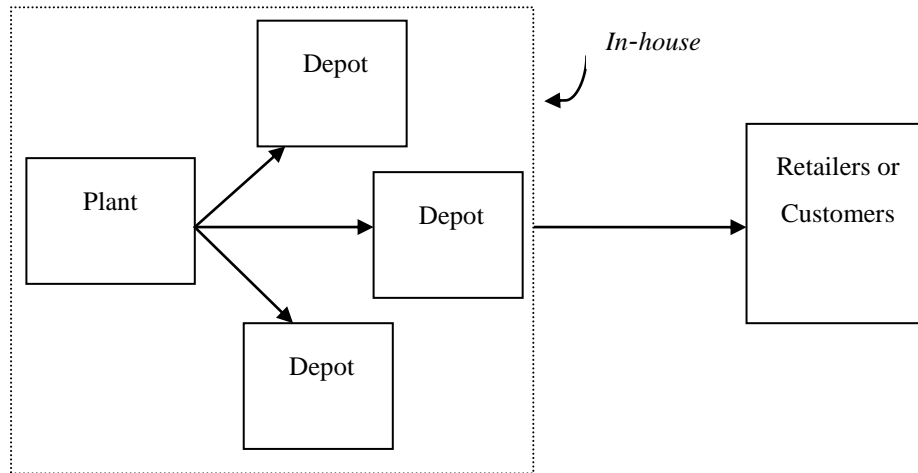 Depot
In-house
Plant
Depot
Retailers or
Customers
Depot